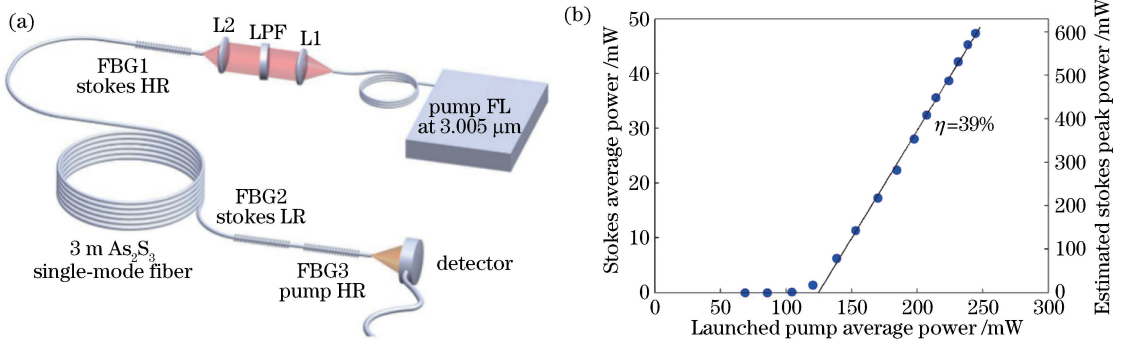 (a)
L2 LPF L1
FBG1
stokes HR
pump FL
at 3.005 μm
FBG2
stokes LR
3 m As₂S₃
single-mode fiber
FBG3
pump HR
detector
(b)
Stokes average power /mW
50
40
30
20
10
0
η=39%
600
500
400
300
200
100
0
Estimated stokes peak power /mW
0 50 100 150 200 250 300
Launched pump average power /mW